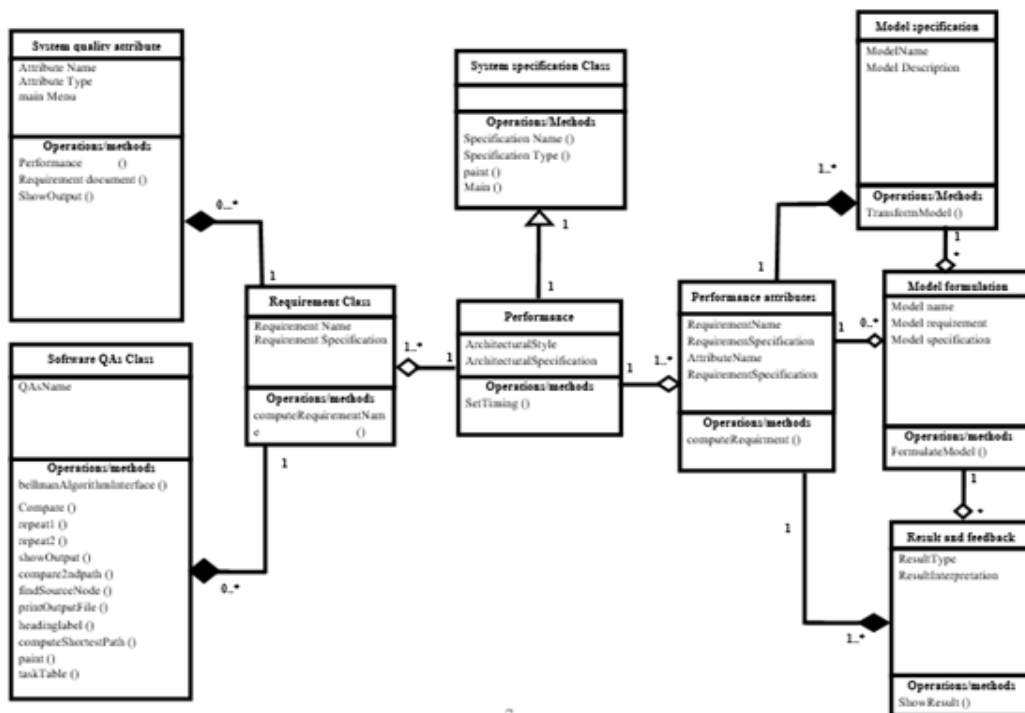 System quality attribute
Attribute Name
Attribute Type
main Menu
Operations/methods
Performance ()
Requirement document ()
ShowOutput ()
0..*
1
Software QAs Class
QAsName
Operations/methods
bellmanAlgorithmInterface ()
Compare ()
repeat1 ()
repeat2 ()
showOutput ()
compare2ndpath ()
findSourceNode ()
printOutputFile ()
headinglabel ()
computeShortestPath ()
paint ()
taskTable ()
0..*
1
Requirement Class
Requirement Name
Requirement Specification
Operations/methods
computeRequirementNam
e ()
1..*
1
System specification Class
Operations/Methods
Specification Name ()
Specification Type ()
paint ()
Main ()
1
1
Performance
ArchitecturalStyle
ArchitecturalSpecification
Operations/methods
SetTiming ()
1
1..*
Performance attributes
RequirementName
RequiremenSpecification
AttributeName
RequirementSpecification
Operations/methods
computeRequirment ()
1
1..*
1
0..*
1
1..*
Model specification
ModelName
Model Description
Operations/Methods
TransformModel ()
1
*
Model formulation
Model name
Model requirement
Model specification
Operations/methods
FormulateModel ()
1
*
Result and feedback
ResultType
ResultInterpretation
Operations/methods
ShowResult ()